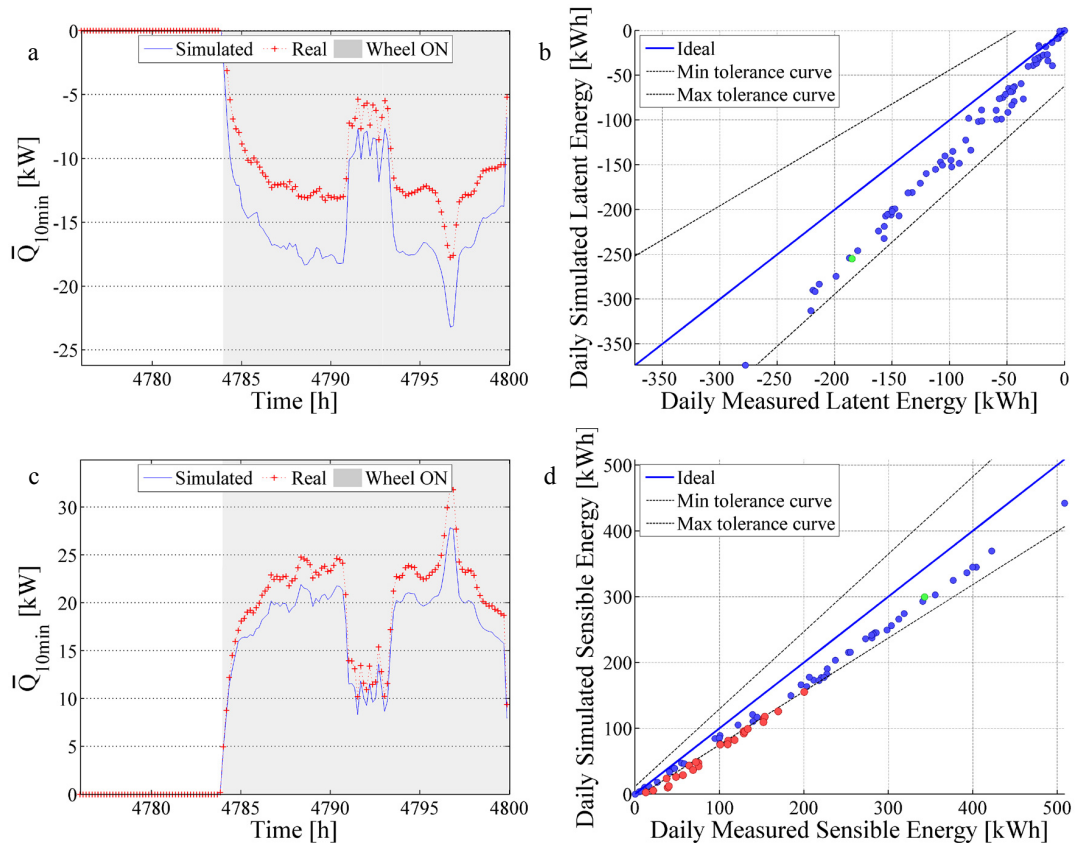 a
Simulated Real Wheel ON
0
-5
-10
-15
-20
-25
Q̄10min [kW]
4780 4785 4790 4795 4800
Time [h]
b
Ideal
Min tolerance curve
Max tolerance curve
0
-50
-100
-150
-200
-250
-300
-350
Daily Simulated Latent Energy [kWh]
-350 -300 -250 -200 -150 -100 -50 0
Daily Measured Latent Energy [kWh]
c
Simulated Real Wheel ON
30
25
20
15
10
5
0
Q̄10min [kW]
4780 4785 4790 4795 4800
Time [h]
d
Ideal
Min tolerance curve
Max tolerance curve
500
400
300
200
100
0
Daily Simulated Sensible Energy [kWh]
0 100 200 300 400 500
Daily Measured Sensible Energy [kWh]